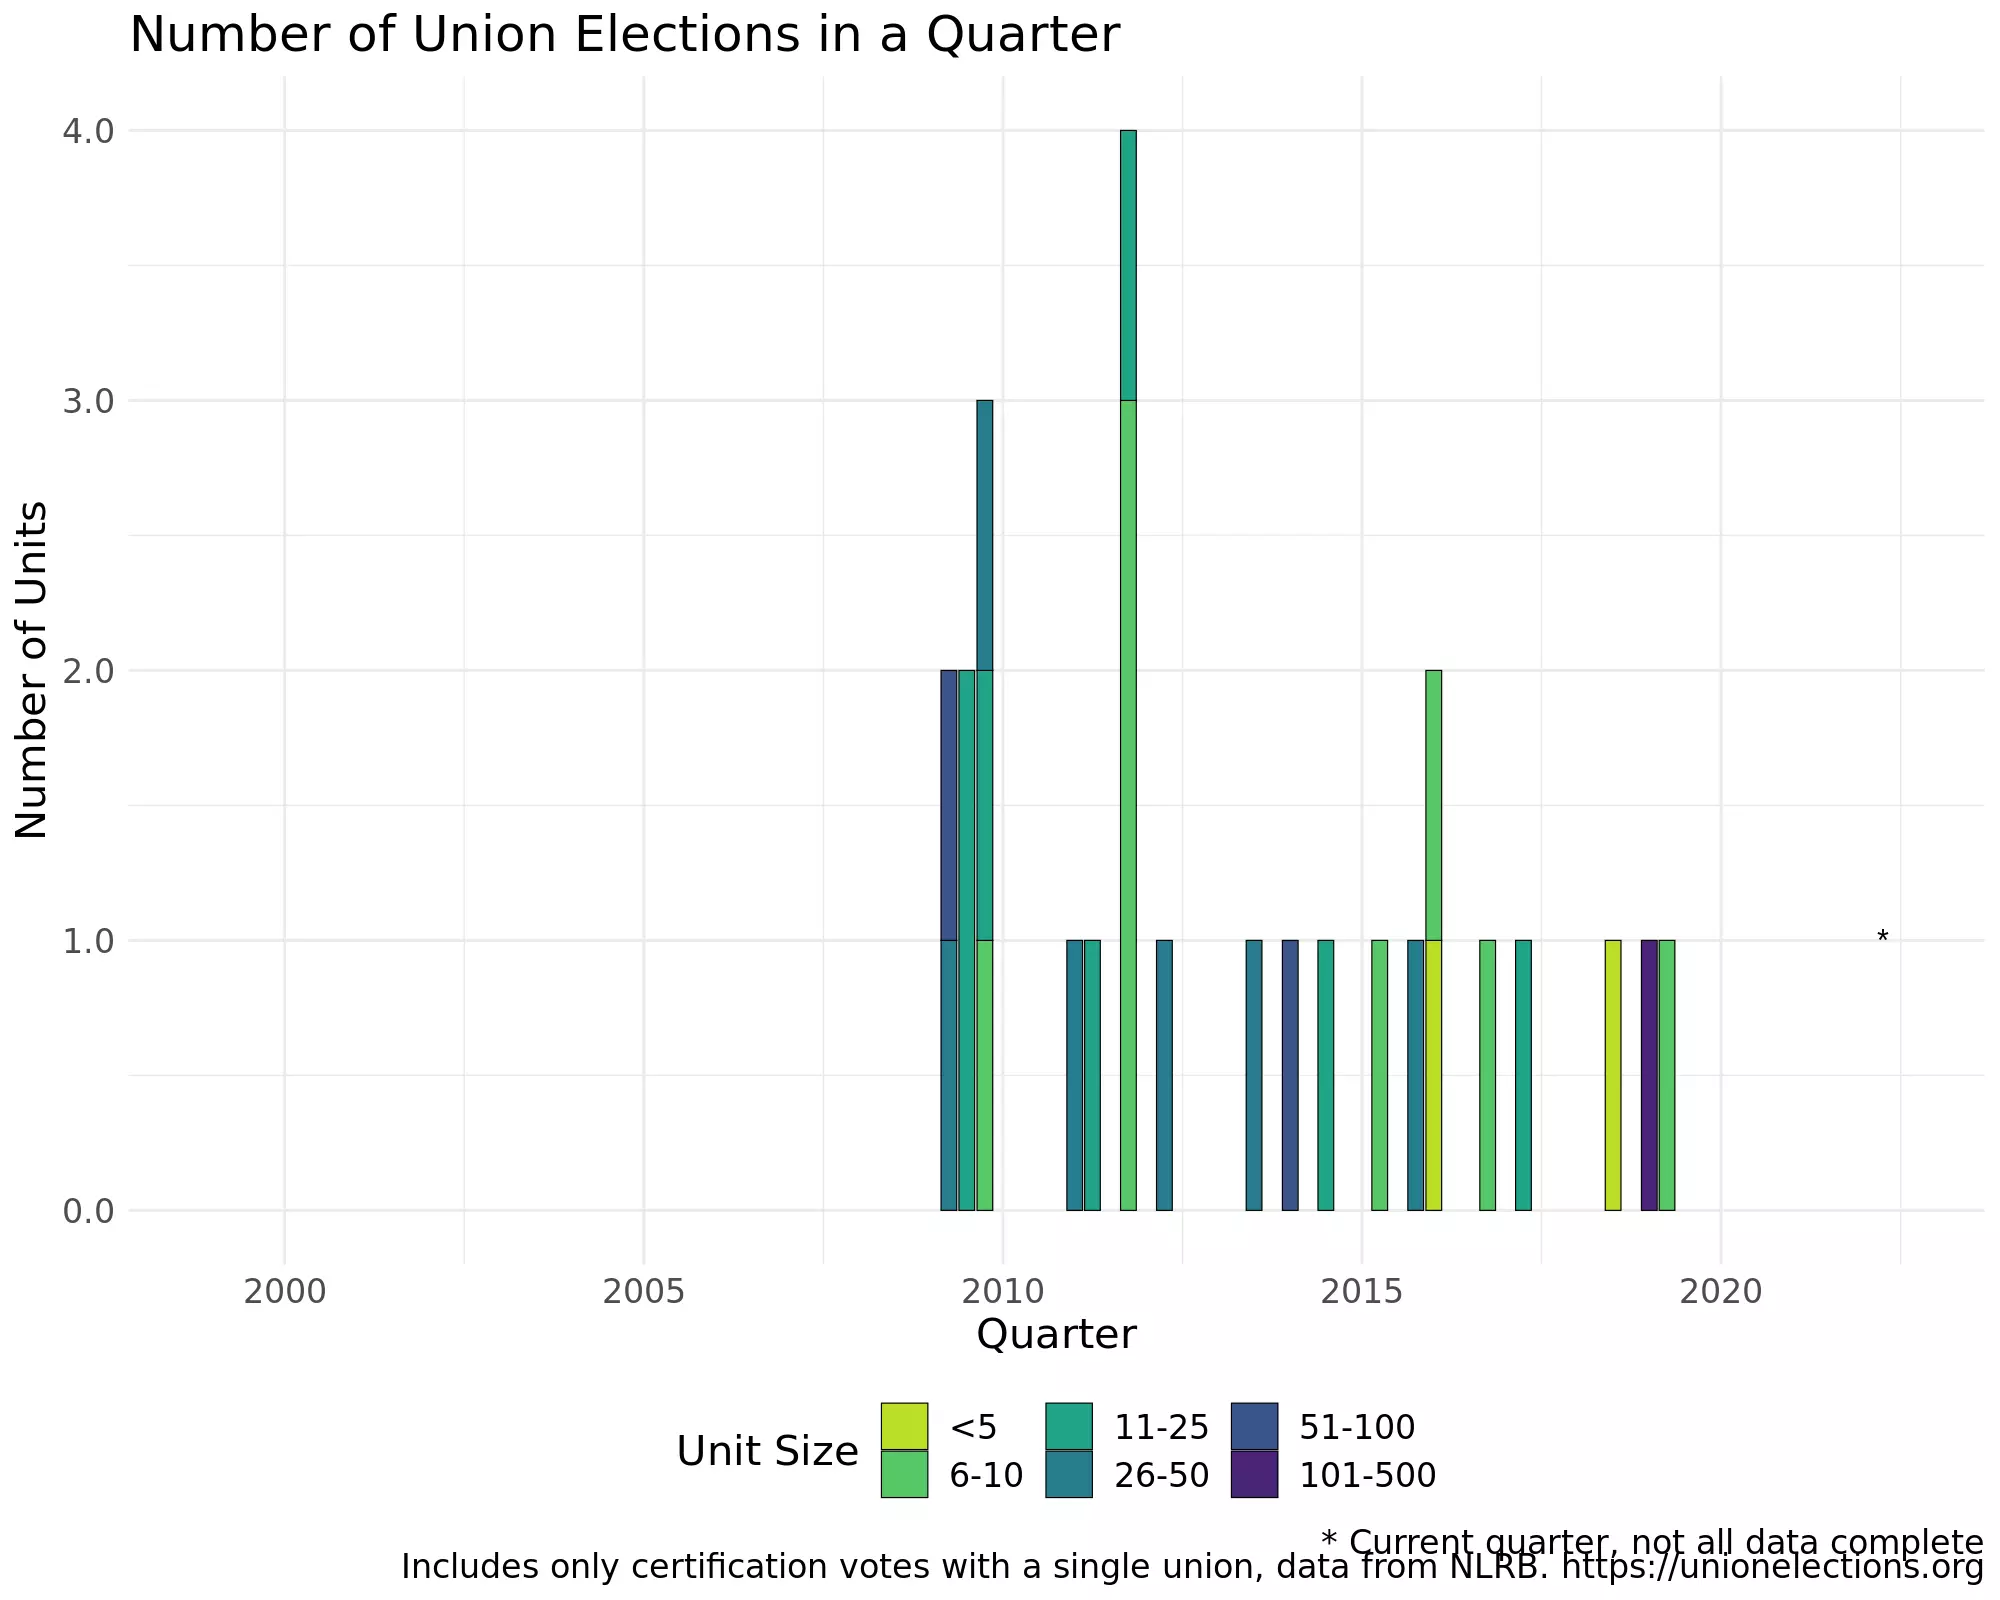 Number of Union Elections in a Quarter
Number of Units
4.0
3.0
2.0
1.0
0.0
*
2000 2005 2010 2015 2020
Quarter
Unit Size
<5 11-25 51-100
6-10 26-50 101-500
* Current quarter, not all data complete
Includes only certification votes with a single union, data from NLRB. https://unionelections.org